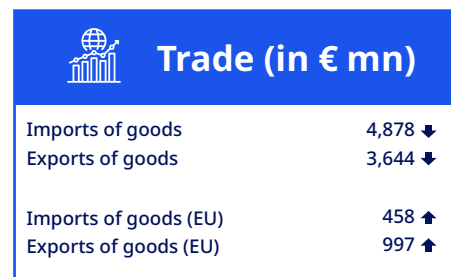 Trade (in € mn)
Imports of goods 4,878
Exports of goods 3,644
Imports of goods (EU) 458
Exports of goods (EU) 997